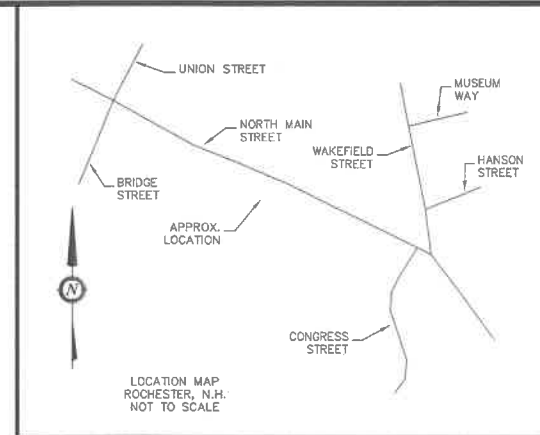 UNION STREET
MUSEUM
WAY
NORTH MAIN
STREET
WAKEFIELD
STREET
HANSON
STREET
BRIDGE
STREET
APPROX.
LOCATION
N
CONGRESS
STREET
LOCATION MAP
ROCHESTER, N.H.
NOT TO SCALE